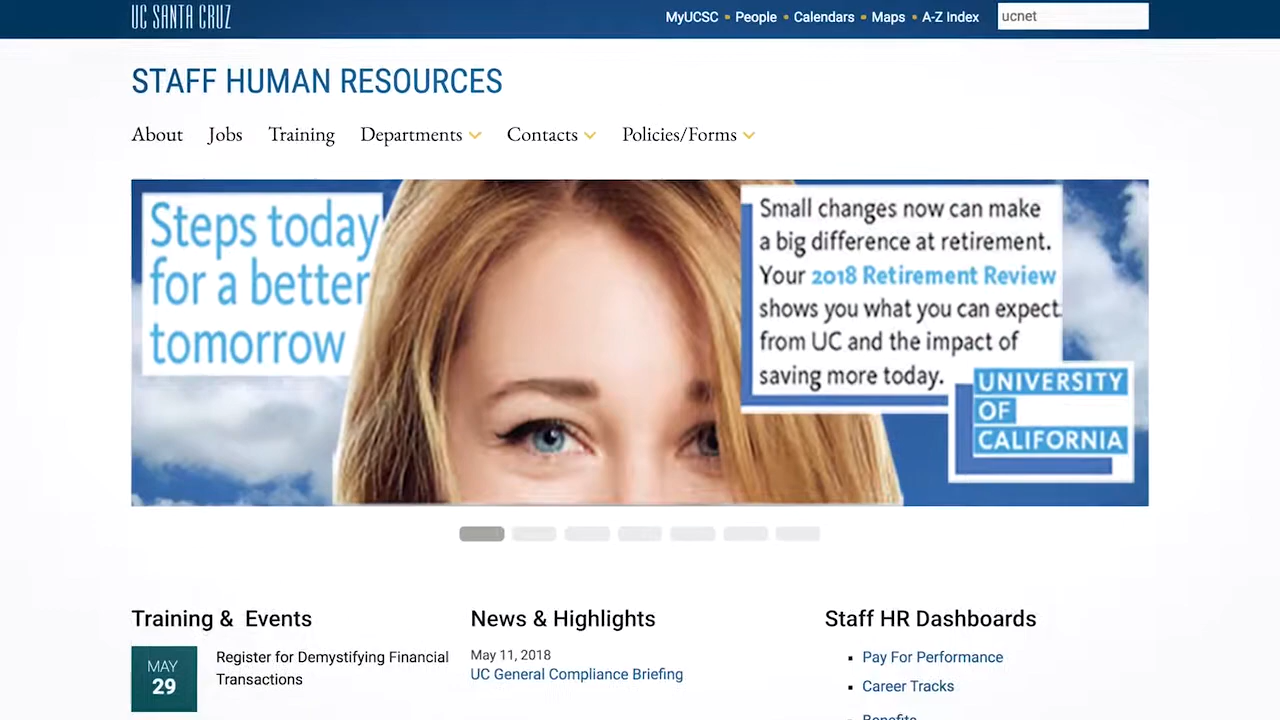 UC SANTA CRUZ
MyUCSC People Calendars Maps A-Z Index
ucnet
STAFF HUMAN RESOURCES
About Jobs Training Departments Contacts Policies/Forms
Steps today
for a better
tomorrow
Small changes now can make
a big difference at retirement.
Your 2018 Retirement Review
shows you what you can expect
from UC and the impact of
saving more today.
UNIVERSITY
OF
CALIFORNIA
Training & Events
MAY
29
Register for Demystifying Financial
Transactions
News & Highlights
May 11, 2018
UC General Compliance Briefing
Staff HR Dashboards
Pay For Performance
Career Tracks
Benefits